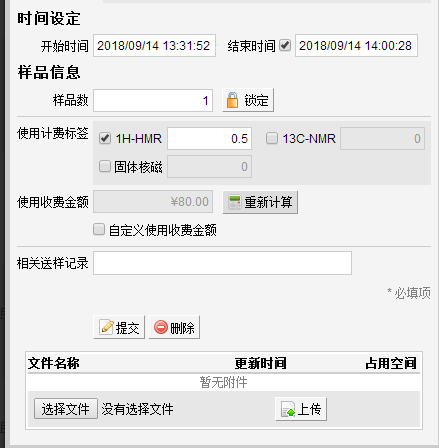 时间设定
开始时间 2018/09/14 13:31:52 结束时间 2018/09/14 14:00:28
样品信息
样品数 1 锁定
使用计费标签 1H-HMR 0.5 13C-NMR 0
固体核磁 0
使用收费金额 ¥80.00 重新计算
自定义使用收费金额
相关送样记录
* 必填项
提交 删除
文件名称 更新时间 占用空间
暂无附件
选择文件 没有选择文件 上传